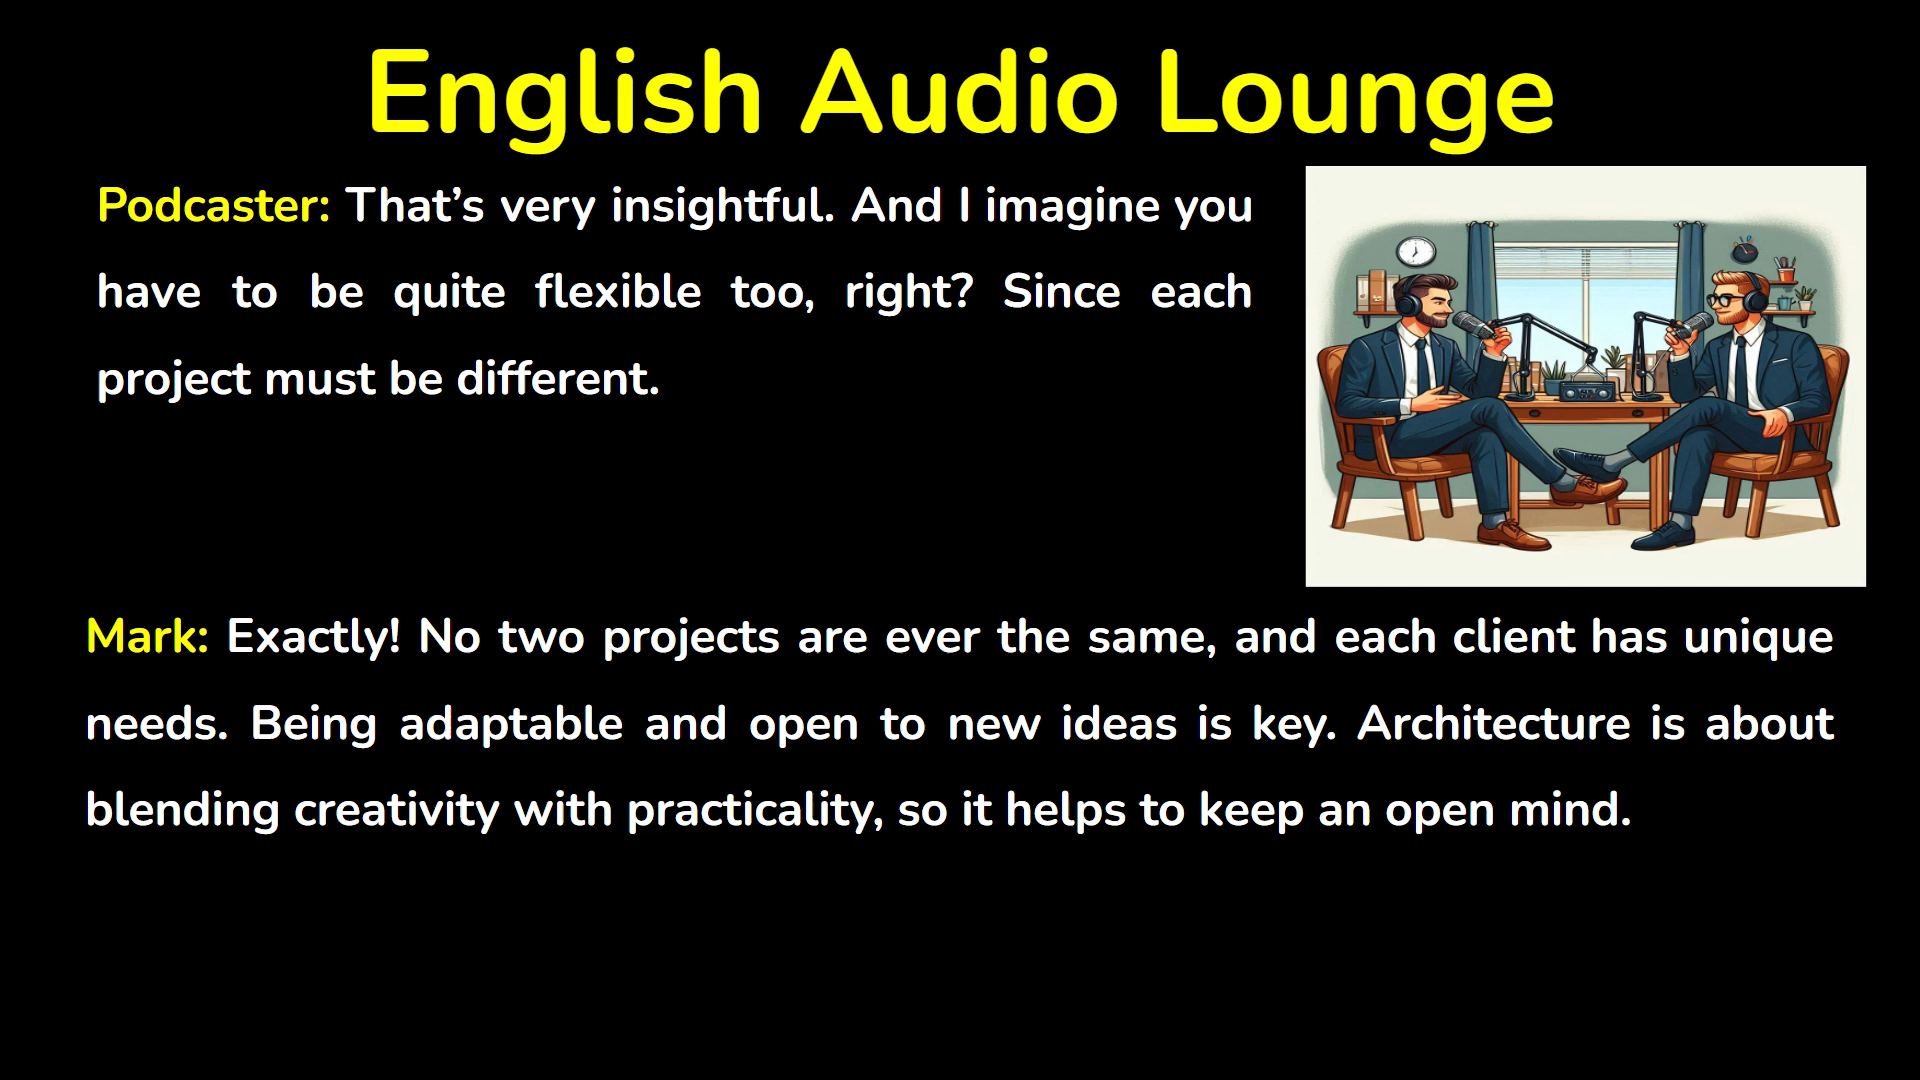 English Audio Lounge
Podcaster: That’s very insightful. And I imagine you
have to be quite flexible too, right? Since each
project must be different.
Mark: Exactly! No two projects are ever the same, and each client has unique
needs. Being adaptable and open to new ideas is key. Architecture is about
blending creativity with practicality, so it helps to keep an open mind.